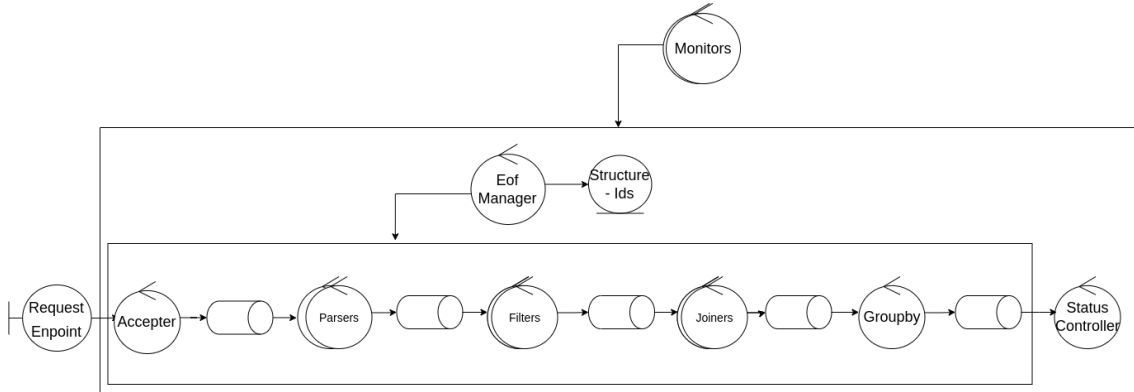 Monitors
Eof
Manager
Structure
- Ids
Request
Enpoint
Accepter
Parsers
Filters
Joiners
Groupby
Status
Controller